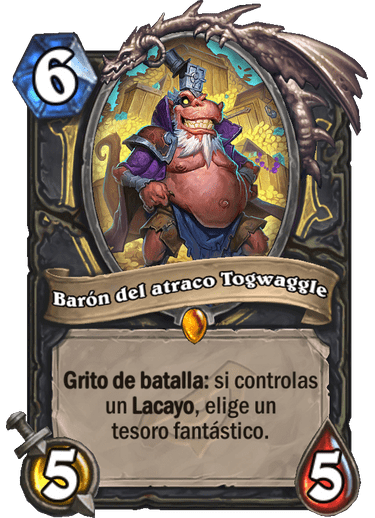 6
Barón del atraco Togwaggle
Grito de batalla: si controlas
un Lacayo, elige un
tesoro fantástico.
5
5